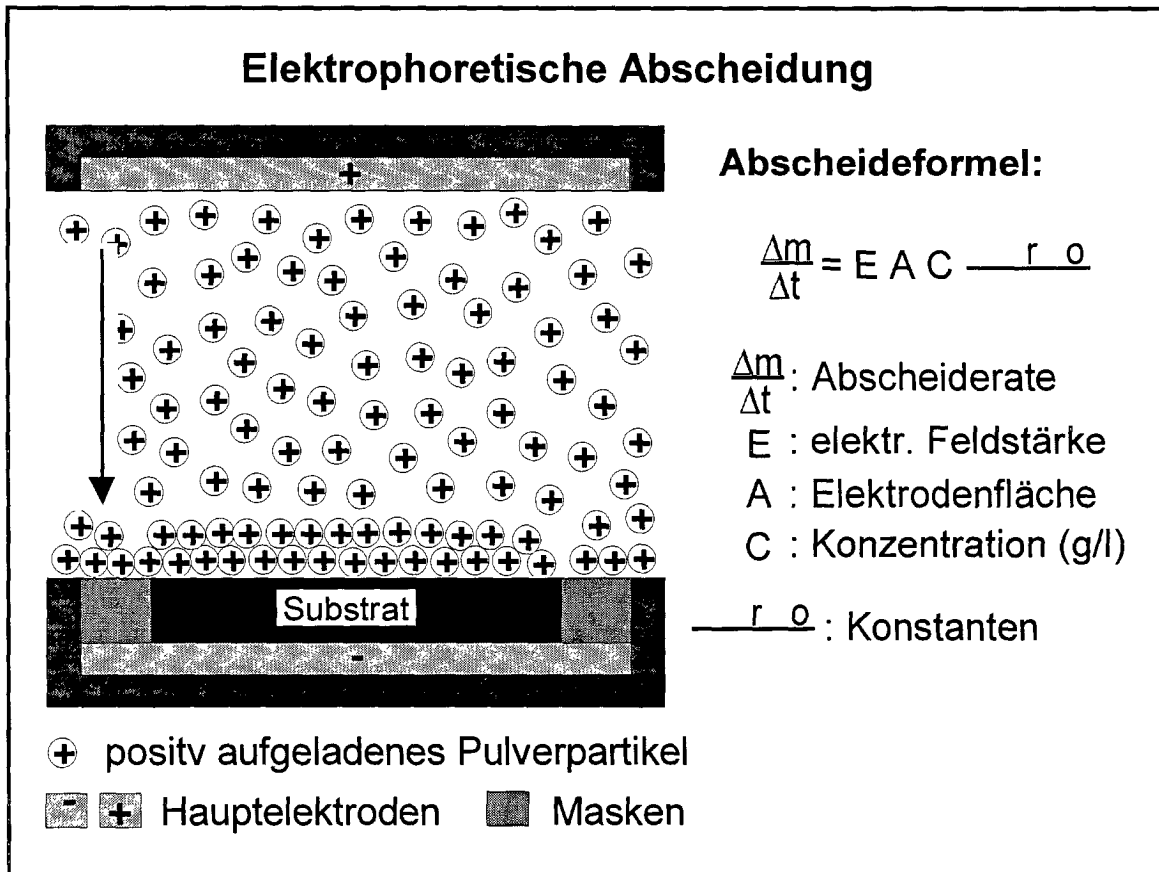 Elektrophoretische Abscheidung
+
Abscheideformel:
Δm/Δt = E A C r o
Δm/Δt : Abscheiderate
E : elektr. Feldstärke
A : Elektrodenfläche
C : Konzentration (g/l)
r o : Konstanten
Substrat
-
+ positv aufgeladenes Pulverpartikel
- + Hauptelektroden Masken